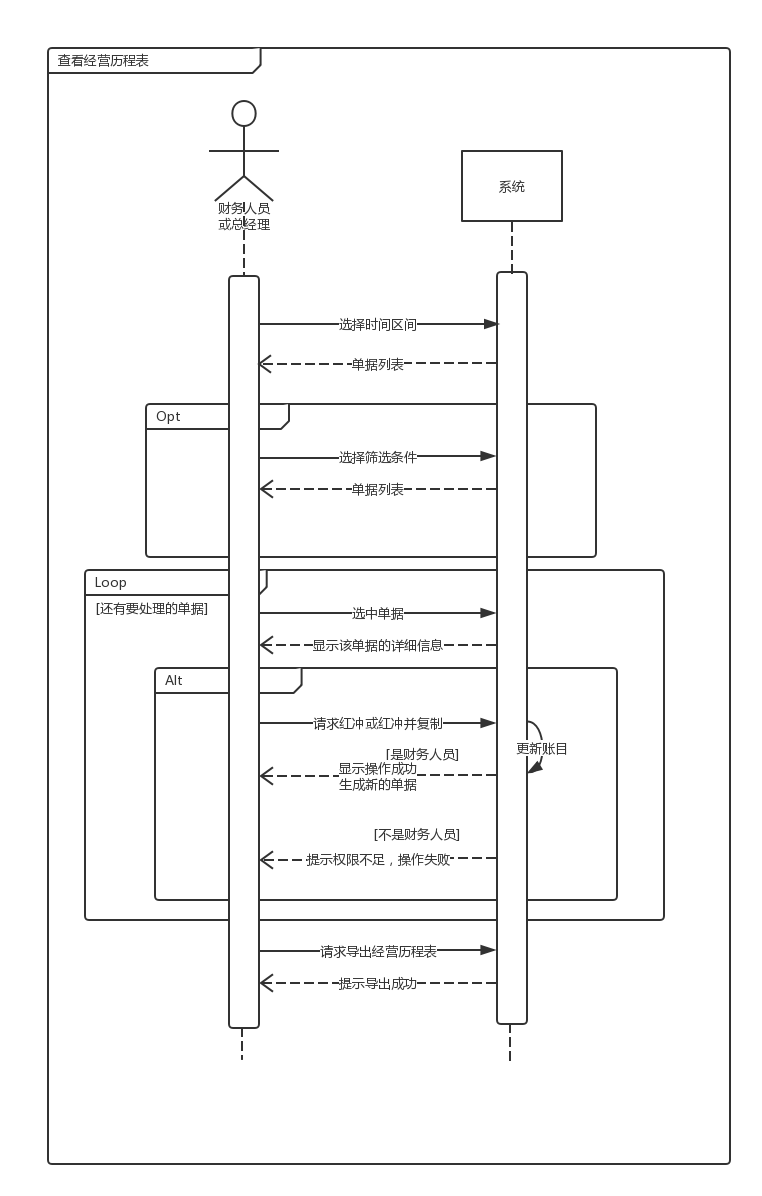 查看经营历程表
财务人员
或总经理
系统
选择时间区间
单据列表
Opt
选择筛选条件
单据列表
Loop
[还有要处理的单据]
选中单据
显示该单据的详细信息
Alt
请求红冲或红冲并复制
更新账目
[是财务人员]
显示操作成功
生成新的单据
[不是财务人员]
提示权限不足，操作失败
请求导出经营历程表
提示导出成功